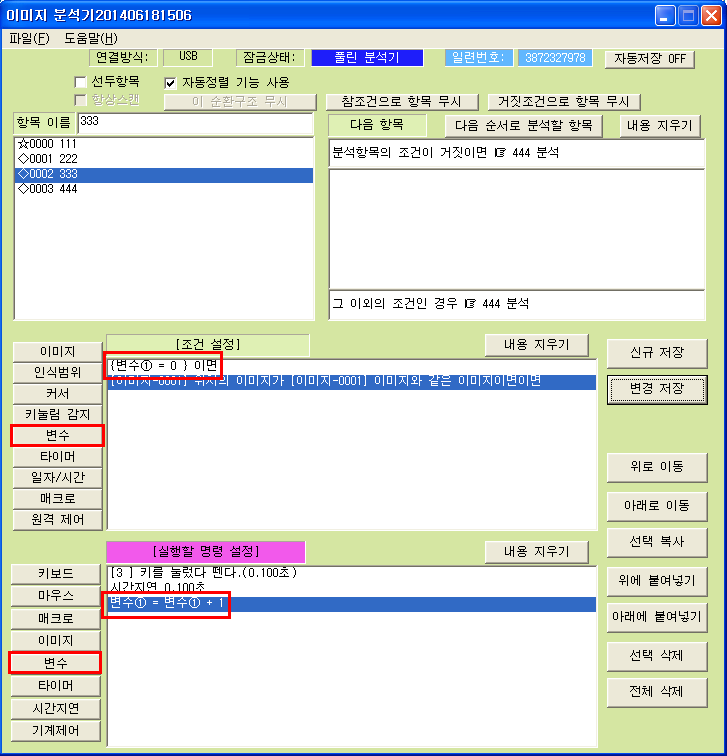 이미지 분석기201406181506
파일(F) 도움말(H)
연결방식: USB 잠금상태: 풀린 분석기 일련번호: 3872327978 자동저장 OFF
선두항목 자동정렬 기능 사용
항상스캔 이 순환구조 무시 참조건으로 항목 무시 거짓조건으로 항목 무시
항목 이름 333
다음 항목 다음 순서로 분석할 항목 내용 지우기
☆0000 111
◇0001 222
◇0002 333
◇0003 444
분석항목의 조건이 거짓이면 ☞ 444 분석
그 이외의 조건인 경우 ☞ 444 분석
[조건 설정] 내용 지우기
이미지
인식범위
커서
키눌림 감지
변수
타이머
일자/시간
매크로
원격 제어
{변수① = 0 } 이면
[이미지-0001] 위치의 이미지가 [이미지-0001] 이미지와 같은 이미지이면이면
신규 저장
변경 저장
위로 이동
아래로 이동
선택 복사
위에 붙여넣기
아래에 붙여넣기
선택 삭제
전체 삭제
[실행할 명령 설정] 내용 지우기
키보드
마우스
매크로
이미지
변수
타이머
시간지연
기계제어
[3 ] 키를 눌렀다 뗀다.(0.100초)
시간지연 0.100초
변수① = 변수① + 1